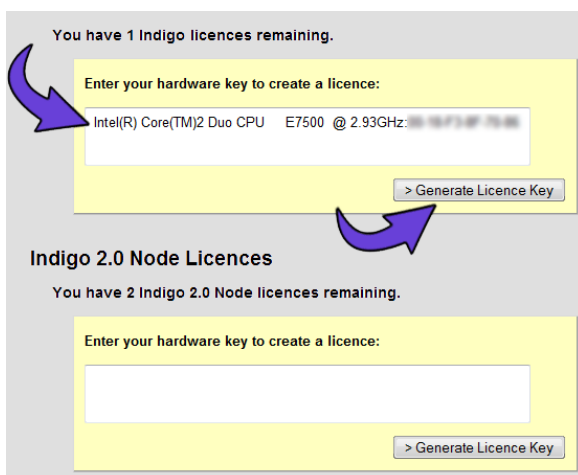 You have 1 Indigo licences remaining.
Enter your hardware key to create a licence:
Intel(R) Core(TM)2 Duo CPU E7500 @ 2.93GHz:
> Generate Licence Key
Indigo 2.0 Node Licences
You have 2 Indigo 2.0 Node licences remaining.
Enter your hardware key to create a licence:
> Generate Licence Key